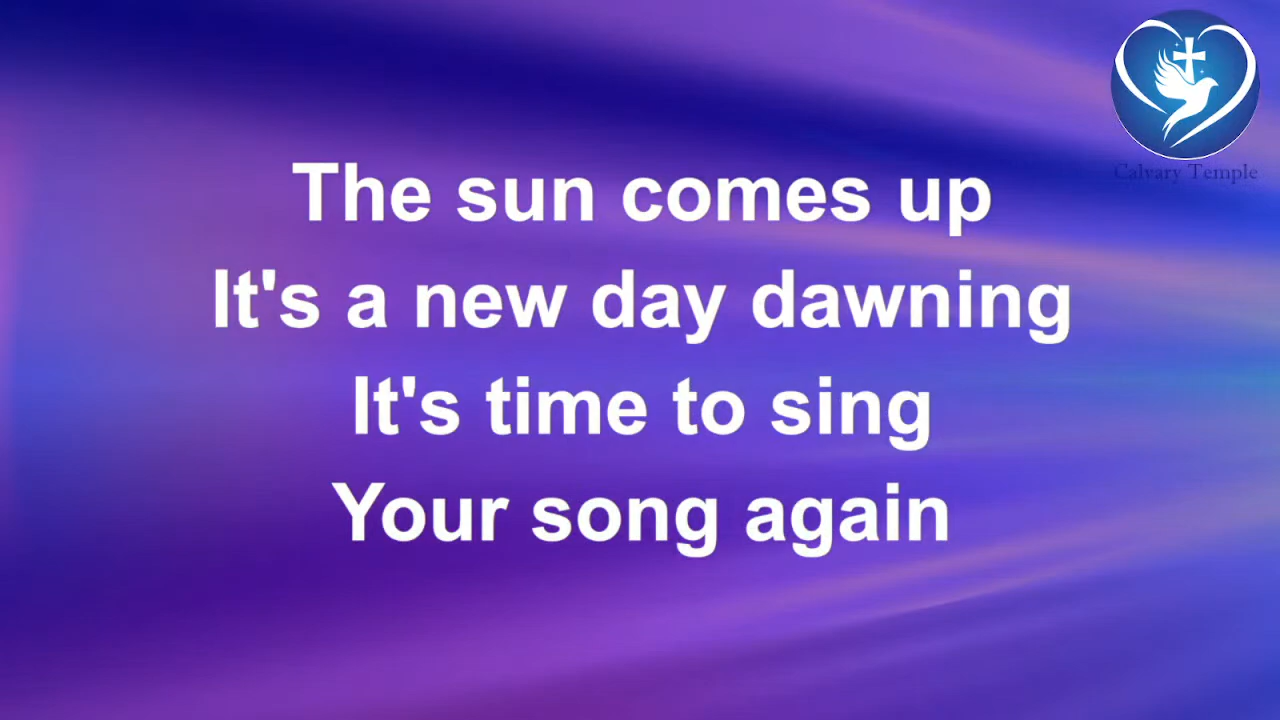 Calvary Temple
The sun comes up
It's a new day dawning
It's time to sing
Your song again